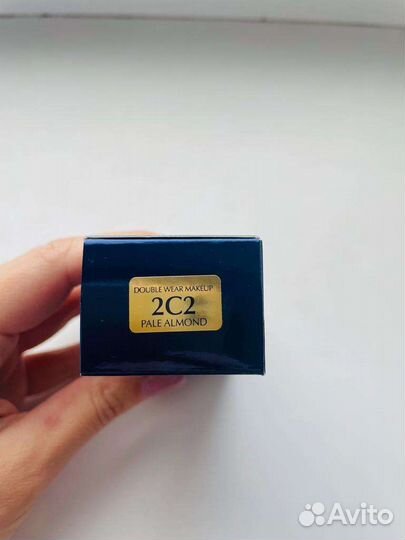 DOUBLE WEAR MAKEUP
2C2
PALE ALMOND
Avito